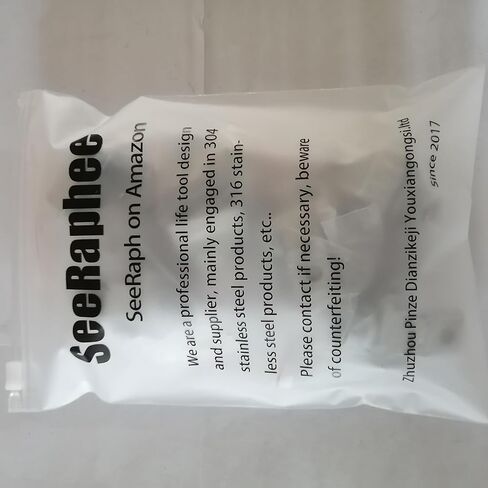 SeeRaphee
SeeRaph on Amazon
We are a professional life tool design
and supplier, mainly engaged in 304
stainless steel products, 316 stain-
less steel products, etc..
Please contact if necessary, beware
of counterfeiting!
Zhuzhou Pinze Dianzikeji Youxiangongsi.ltd
since 2017